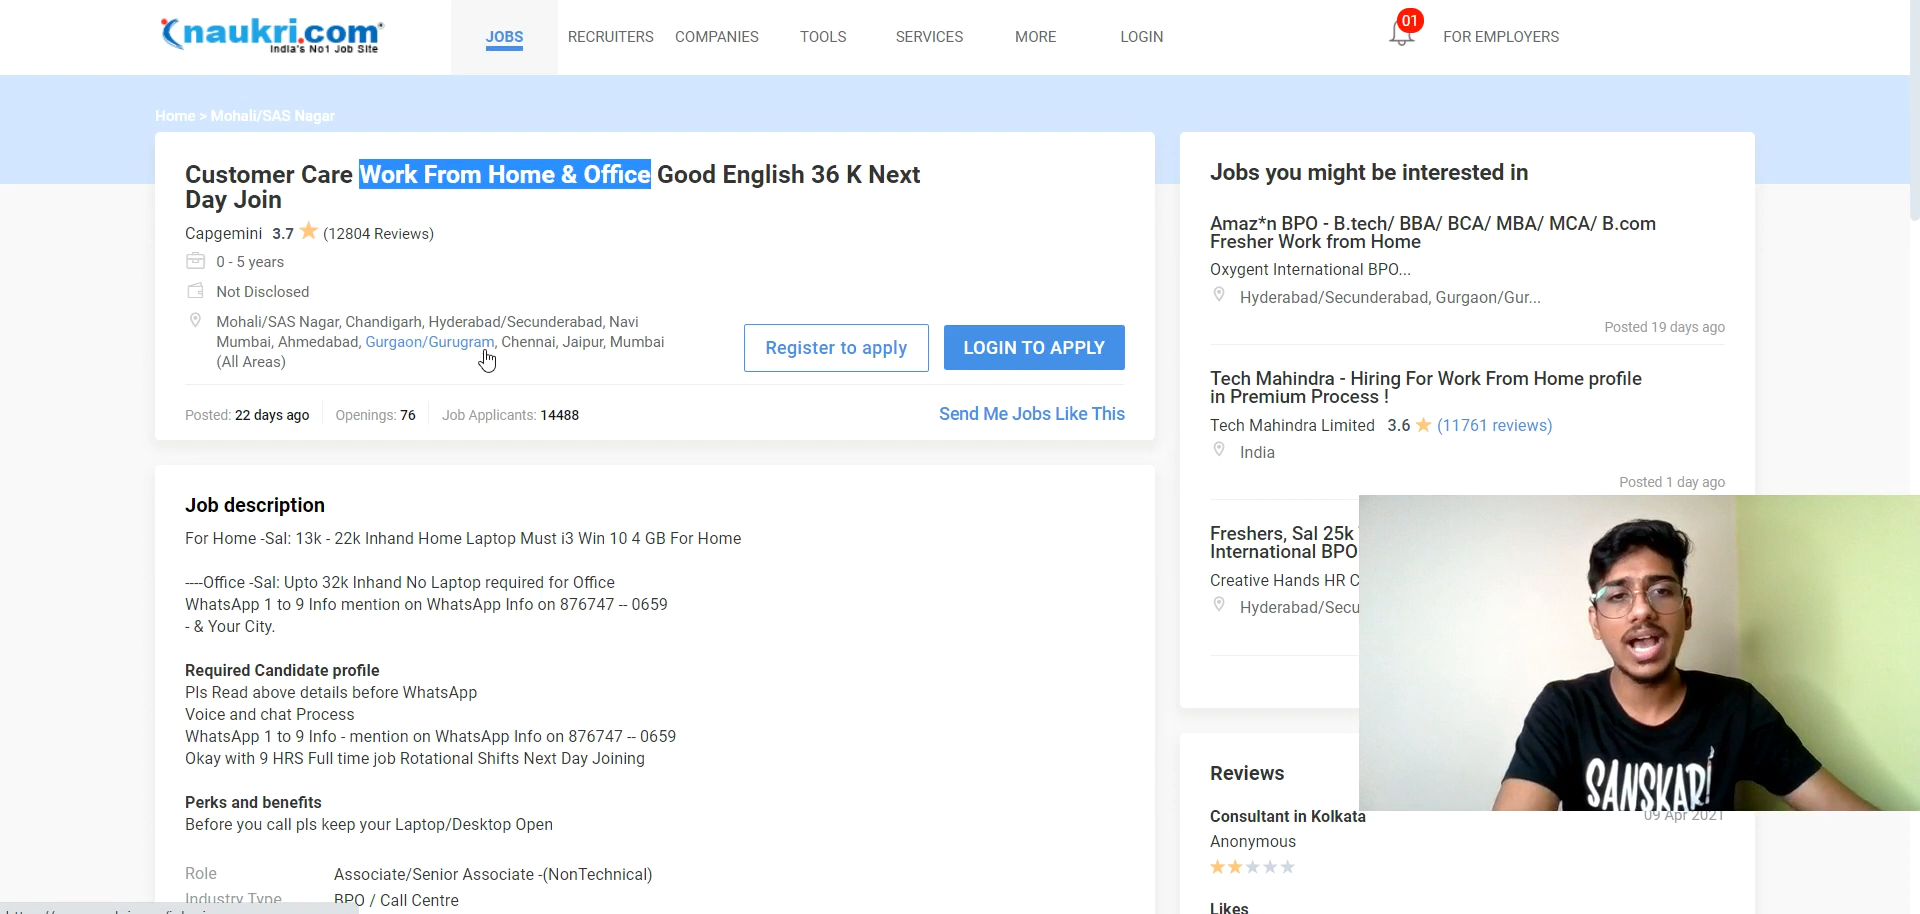 naukri.com
India's No1 Job Site
JOBS
RECRUITERS
COMPANIES
TOOLS
SERVICES
MORE
LOGIN
01
FOR EMPLOYERS
Home > Mohali/SAS Nagar
Customer Care Work From Home & Office Good English 36 K Next
Day Join
Capgemini 3.7 (12804 Reviews)
0 - 5 years
Not Disclosed
Mohali/SAS Nagar, Chandigarh, Hyderabad/Secunderabad, Navi
Mumbai, Ahmedabad, Gurgaon/Gurugram, Chennai, Jaipur, Mumbai
(All Areas)
Register to apply
LOGIN TO APPLY
Posted: 22 days ago
Openings: 76
Job Applicants: 14488
Send Me Jobs Like This
Job description
For Home -Sal: 13k - 22k Inhand Home Laptop Must i3 Win 10 4 GB For Home
----Office -Sal: Upto 32k Inhand No Laptop required for Office
WhatsApp 1 to 9 Info mention on WhatsApp Info on 876747 -- 0659
- & Your City.
Required Candidate profile
Pls Read above details before WhatsApp
Voice and chat Process
WhatsApp 1 to 9 Info - mention on WhatsApp Info on 876747 -- 0659
Okay with 9 HRS Full time job Rotational Shifts Next Day Joining
Perks and benefits
Before you call pls keep your Laptop/Desktop Open
Role
Associate/Senior Associate -(NonTechnical)
Industry Type
BPO / Call Centre
Jobs you might be interested in
Amaz*n BPO - B.tech/ BBA/ BCA/ MBA/ MCA/ B.com
Fresher Work from Home
Oxygent International BPO...
Hyderabad/Secunderabad, Gurgaon/Gur...
Posted 19 days ago
Tech Mahindra - Hiring For Work From Home profile
in Premium Process !
Tech Mahindra Limited 3.6 (11761 reviews)
India
Posted 1 day ago
Freshers, Sal 25k
International BPO
Creative Hands HR C
Hyderabad/Secu
SANSKARI
Reviews
Consultant in Kolkata
09 Apr 2021
Anonymous
Likes